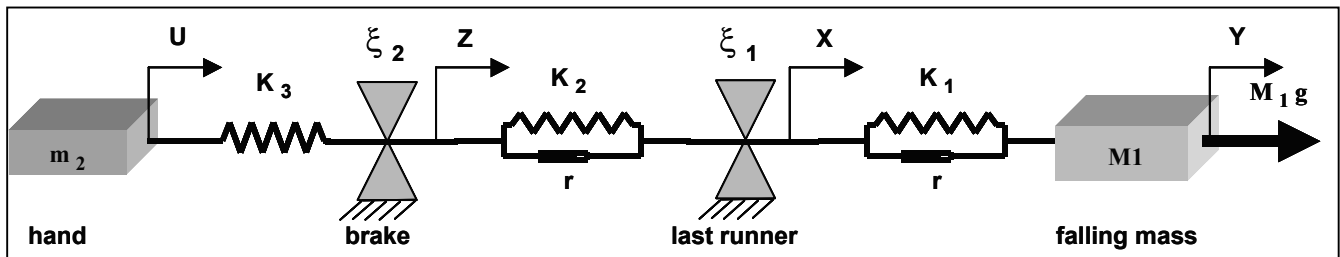 U
ξ 2
Z
ξ 1
X
Y
K 3
K 2
K 1
M 1 g
m 2
M1
r
r
hand
brake
last runner
falling mass